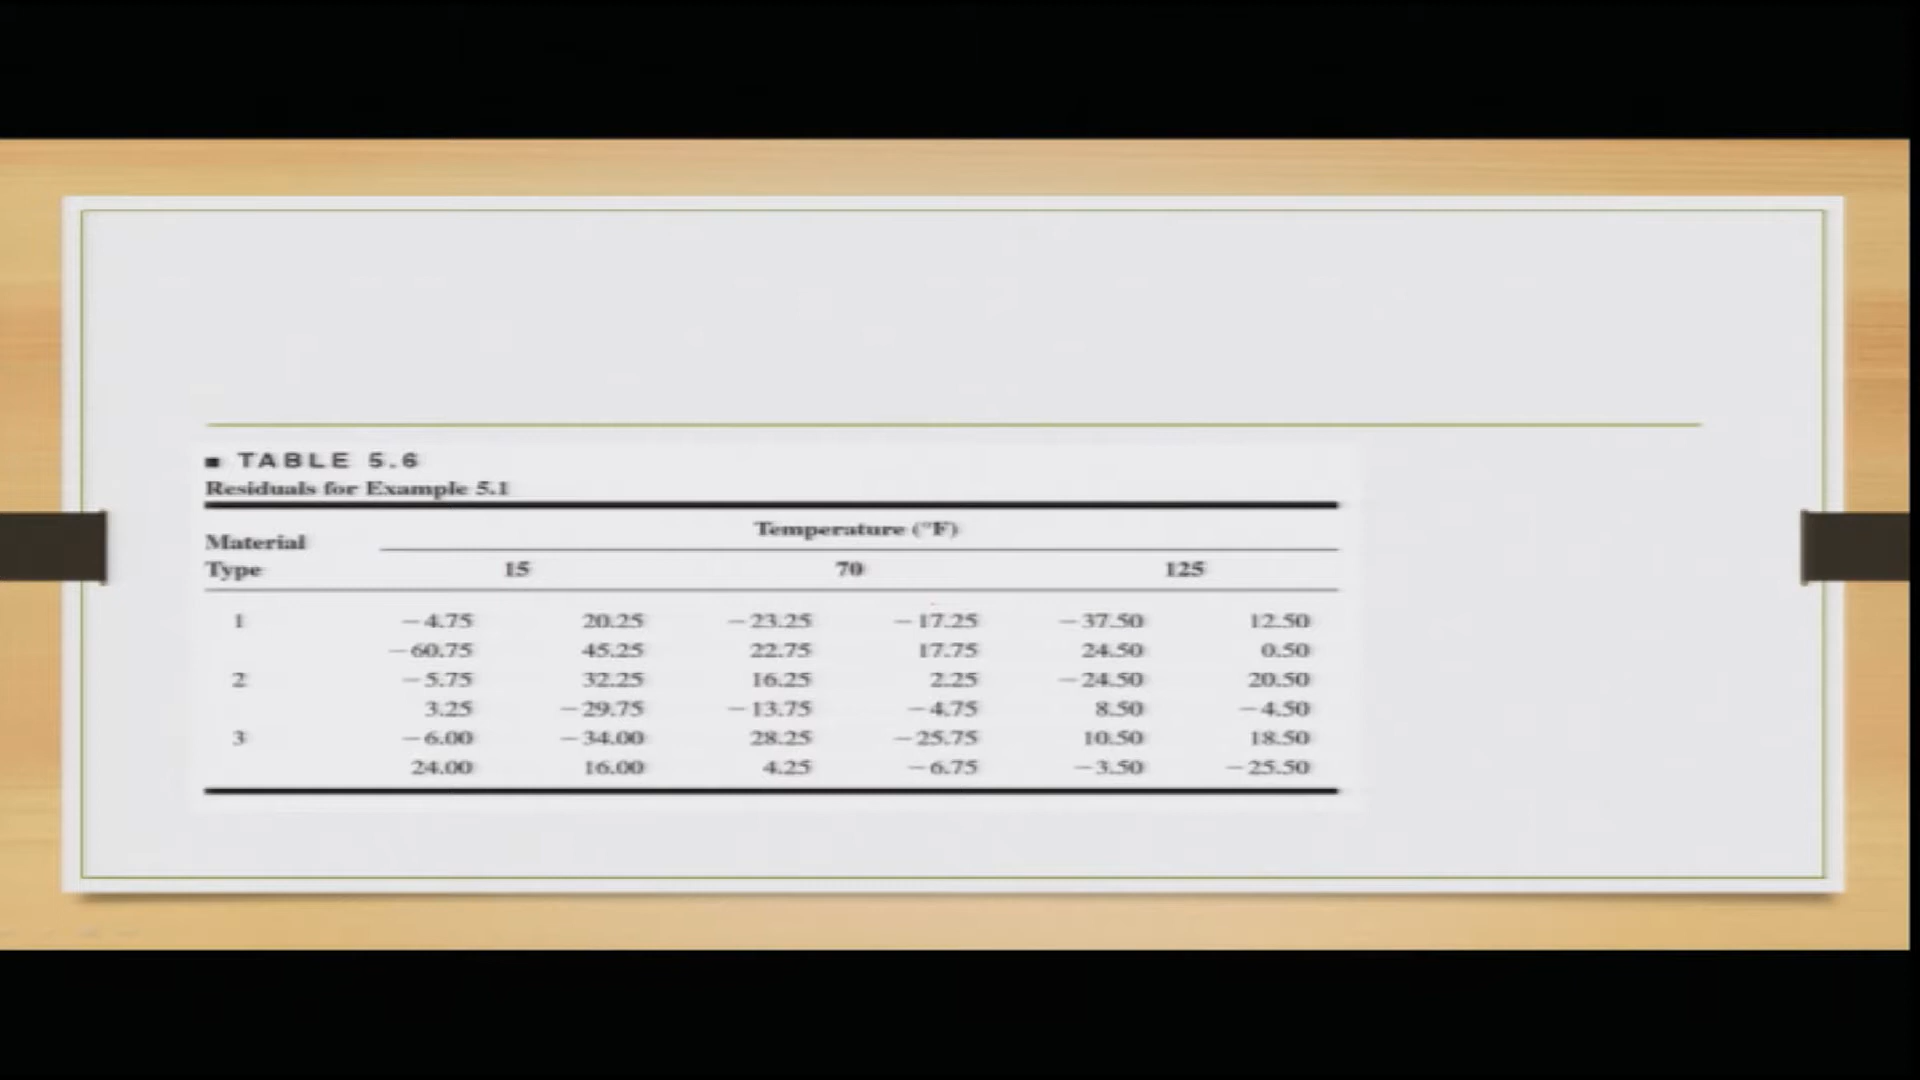 ■ TABLE 5.6
Residuals for Example 5.1
Temperature (°F)
Material
Type 15 70 125
1 −4.75 20.25 −23.25 −17.25 −37.50 12.50
−60.75 45.25 22.75 17.75 24.50 0.50
2 −5.75 32.25 16.25 2.25 −24.50 20.50
3.25 −29.75 −13.75 −4.75 8.50 −4.50
3 −6.00 −34.00 28.25 −25.75 10.50 18.50
24.00 16.00 4.25 −6.75 −3.50 −25.50